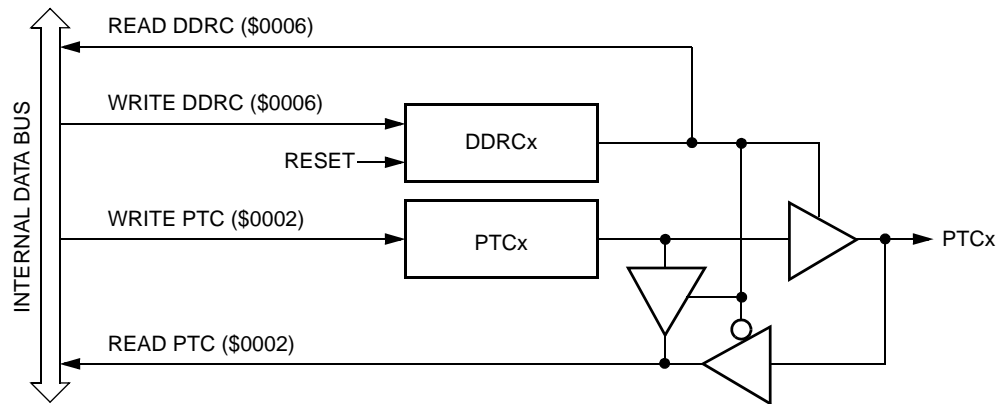 READ DDRC ($0006)
WRITE DDRC ($0006)
DDRCx
RESET
INTERNAL DATA BUS
WRITE PTC ($0002)
PTCx
PTCx
READ PTC ($0002)